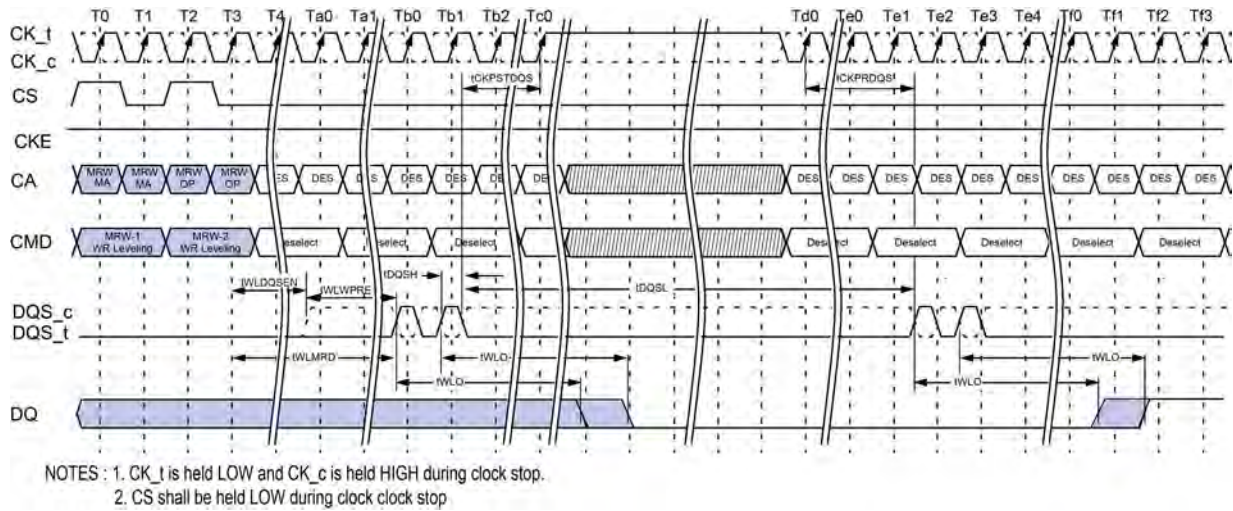 T0 T1 T2 T3 T4 Ta0 Ta1 Tb0 Tb1 Tb2 Tc0 Td0 Te0 Te1 Te2 Te3 Te4 Tf0 Tf1 Tf2 Tf3
CK_t
CK_c
tCKPSTDQS tCKPRDQS
CS
CKE
CA MRW MA MRW MA MRW OP MRW OP DES DES DES DES DES DES DES DES DES DES DES DES DES DES DES DES
CMD MRW-1 WR Leveling MRW-2 WR Leveling Deselect Deselect Deselect Deselect Deselect Deselect Deselect Deselect
tDQSH
tWLDQSEN tWLWPRE tDQSL
DQS_c
DQS_t
tWLMRD tWLO tWLO
tWLO tWLO
DQ
NOTES : 1. CK_t is held LOW and CK_c is held HIGH during clock stop.
2. CS shall be held LOW during clock clock stop